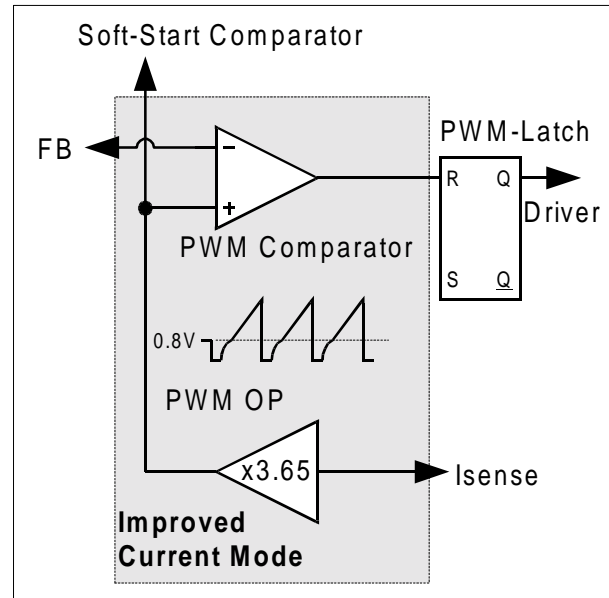 Soft-Start Comparator
FB
PWM-Latch
−
+
R Q
Driver
S Q
PWM Comparator
0.8V
PWM OP
x3.65
Isense
Improved
Current Mode